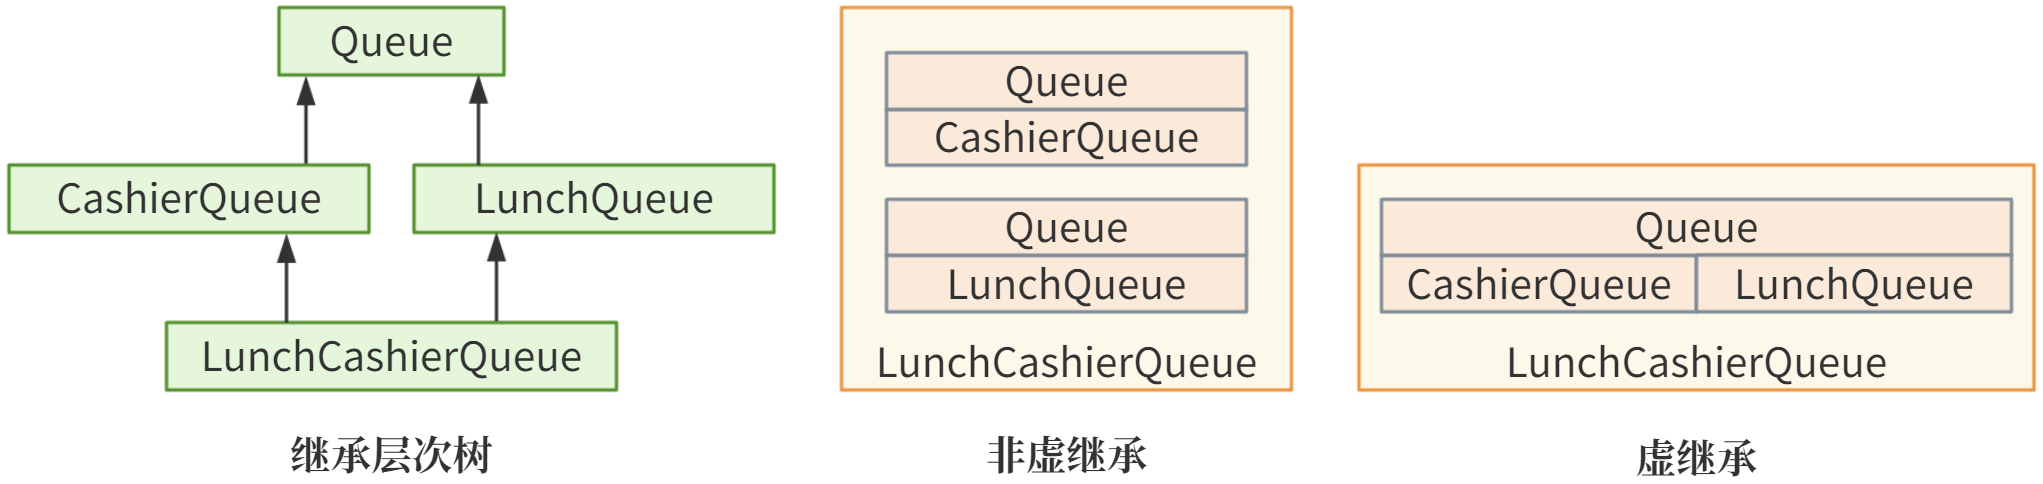 Queue
CashierQueue
LunchQueue
LunchCashierQueue
继承层次树
Queue
CashierQueue
Queue
LunchQueue
LunchCashierQueue
非虚继承
Queue
CashierQueue
LunchQueue
LunchCashierQueue
虚继承